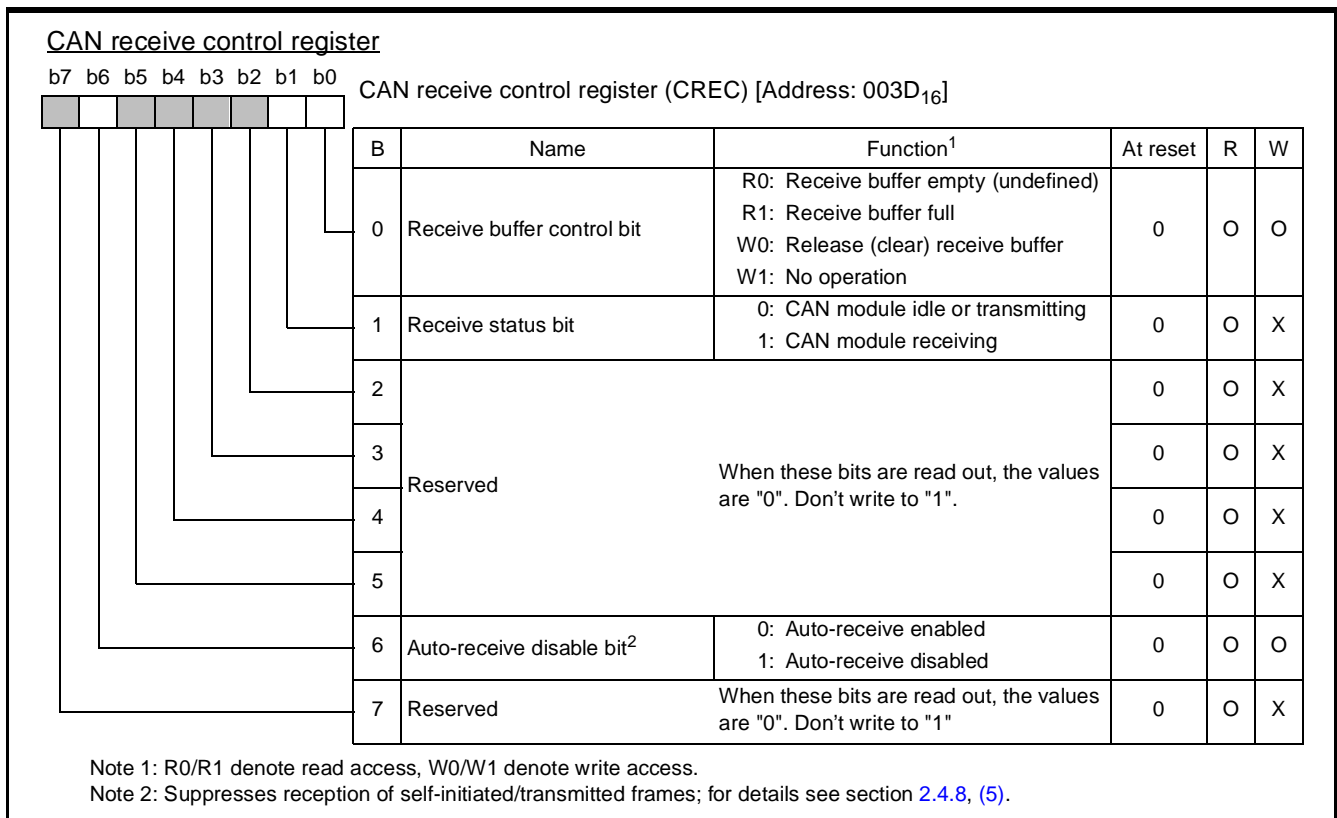 CAN receive control register
b7 b6 b5 b4 b3 b2 b1 b0
CAN receive control register (CREC) [Address: 003D16]
B Name Function1 At reset R W
0 Receive buffer control bit R0: Receive buffer empty (undefined) 0 O O
R1: Receive buffer full
W0: Release (clear) receive buffer
W1: No operation
1 Receive status bit 0: CAN module idle or transmitting 0 O X
1: CAN module receiving
2 0 O X
3 0 O X
Reserved When these bits are read out, the values
are "0". Don't write to "1".
4 0 O X
5 0 O X
6 Auto-receive disable bit2 0: Auto-receive enabled 0 O O
1: Auto-receive disabled
7 Reserved When these bits are read out, the values 0 O X
are "0". Don't write to "1"
Note 1: R0/R1 denote read access, W0/W1 denote write access.
Note 2: Suppresses reception of self-initiated/transmitted frames; for details see section 2.4.8, (5).